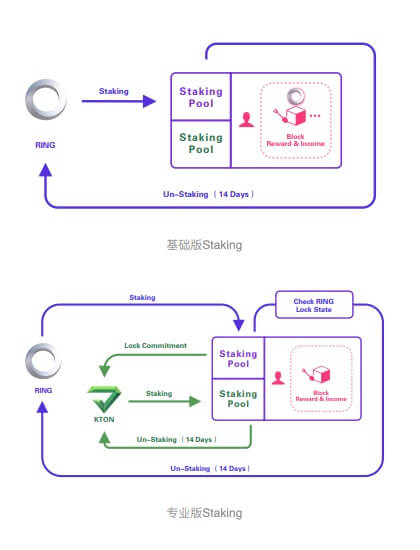 Staking
Staking
Pool
Staking
Pool
Block
Reward & Income
RING
Un-Staking （14 Days）
基础版Staking
Staking
Check RING
Lock State
Lock Commitment
Staking
Pool
RING
Staking
Staking
Pool
Block
Reward & Income
KTON
Un-Staking （14 Days）
Un-Staking （14 Days）
专业版Staking